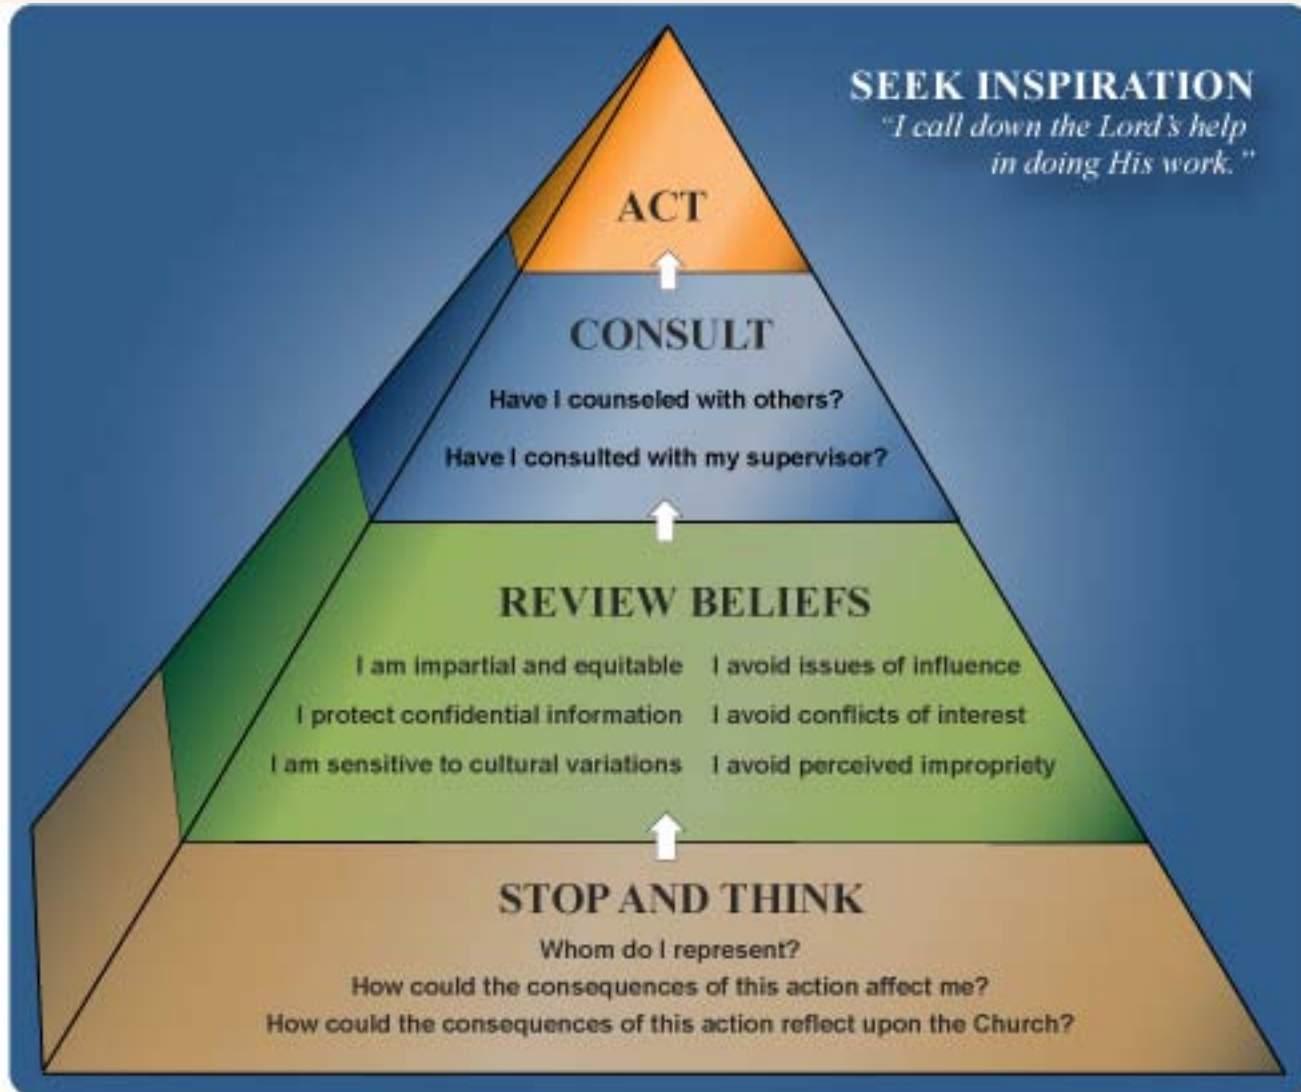 SEEK INSPIRATION
“I call down the Lord’s help
in doing His work.”
ACT
CONSULT
Have I counseled with others?
Have I consulted with my supervisor?
REVIEW BELIEFS
I am impartial and equitable I avoid issues of influence
I protect confidential information I avoid conflicts of interest
I am sensitive to cultural variations I avoid perceived impropriety
STOP AND THINK
Whom do I represent?
How could the consequences of this action affect me?
How could the consequences of this action reflect upon the Church?